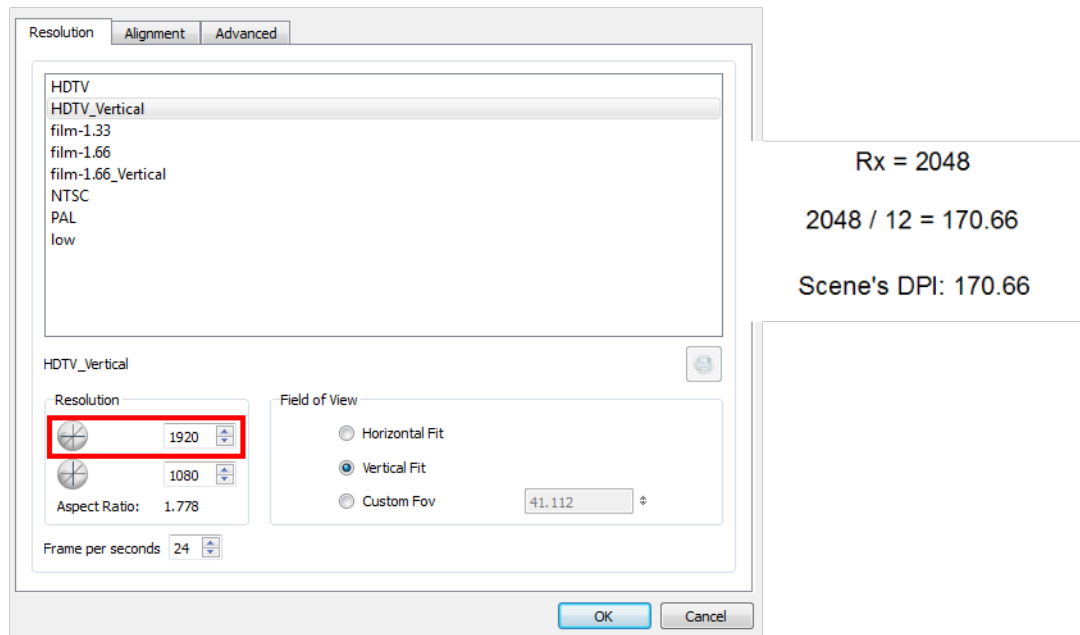 Resolution Alignment Advanced
HDTV
HDTV_Vertical
film-1.33
film-1.66
film-1.66_Vertical
NTSC
PAL
low
HDTV_Vertical
Resolution
1920
1080
Aspect Ratio: 1.778
Field of View
Horizontal Fit
Vertical Fit
Custom Fov 41.112
Frame per seconds 24
OK Cancel
Rx = 2048
2048 / 12 = 170.66
Scene's DPI: 170.66